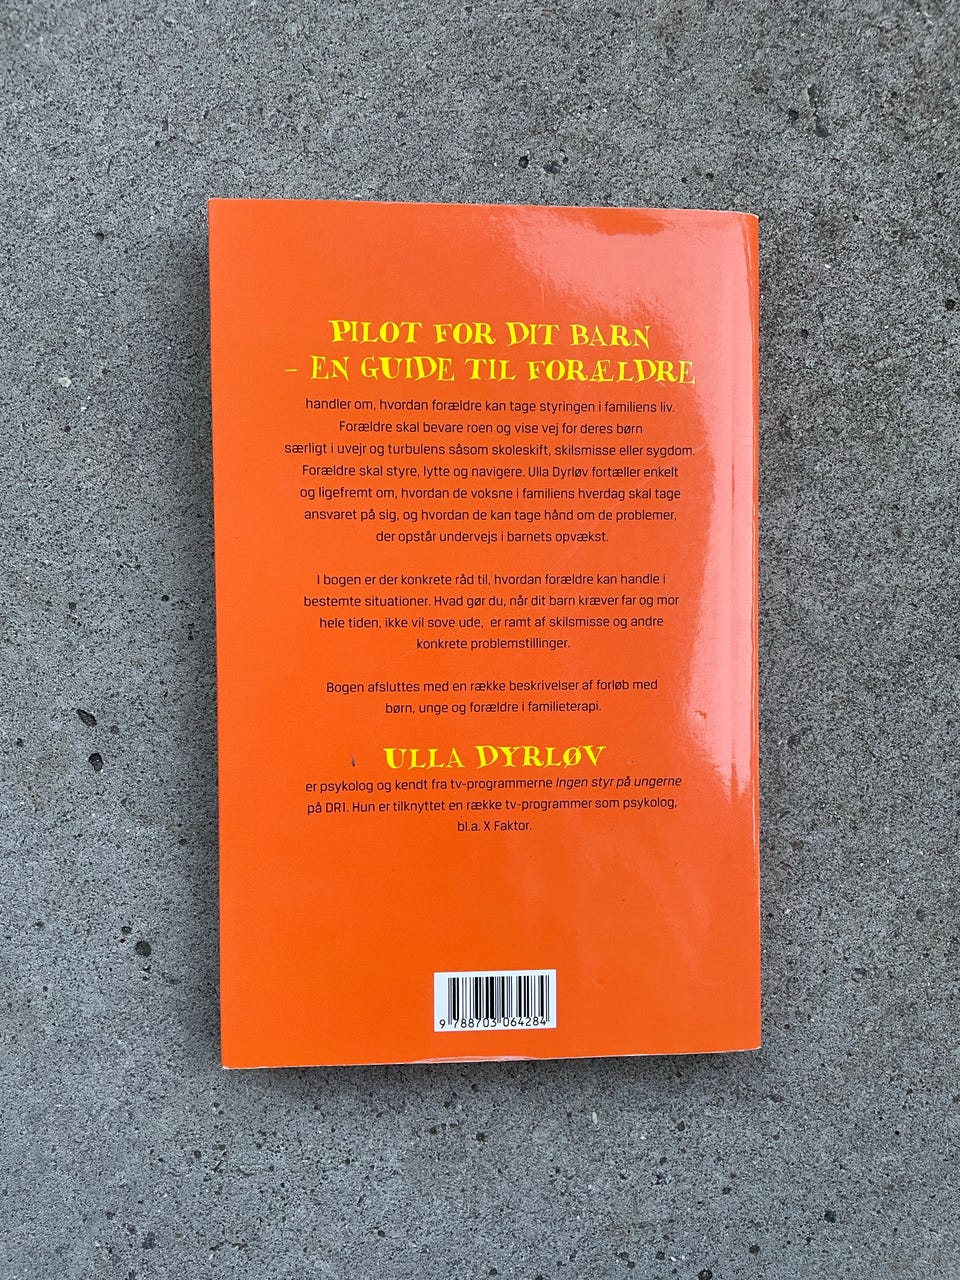 PILOT FOR DIT BARN
– EN GUIDE TIL FORÆLDRE
handler om, hvordan forældre kan tage styringen i familiens liv.
Forældre skal bevare roen og vise vej for deres børn
særligt i uvejr og turbulens såsom skoleskift, skilsmisse eller sygdom.
Forældre skal styre, lytte og navigere. Ulla Dyrløv fortæller enkelt
og ligefremt om, hvordan de voksne i familiens hverdag skal tage
ansvaret på sig, og hvordan de kan tage hånd om de problemer,
der opstår undervejs i barnets opvækst.
I bogen er der konkrete råd til, hvordan forældre kan handle i
bestemte situationer. Hvad gør du, når dit barn kræver far og mor
hele tiden, ikke vil sove ude, er ramt af skilsmisse og andre
konkrete problemstillinger.
Bogen afsluttes med en række beskrivelser af forløb med
børn, unge og forældre i familieterapi.
ULLA DYRLØV
er psykolog og kendt fra tv-programmerne Ingen styr på ungerne
på DR1. Hun er tilknyttet en række tv-programmer som psykolog,
bl.a. X Faktor.
9 788703 064284